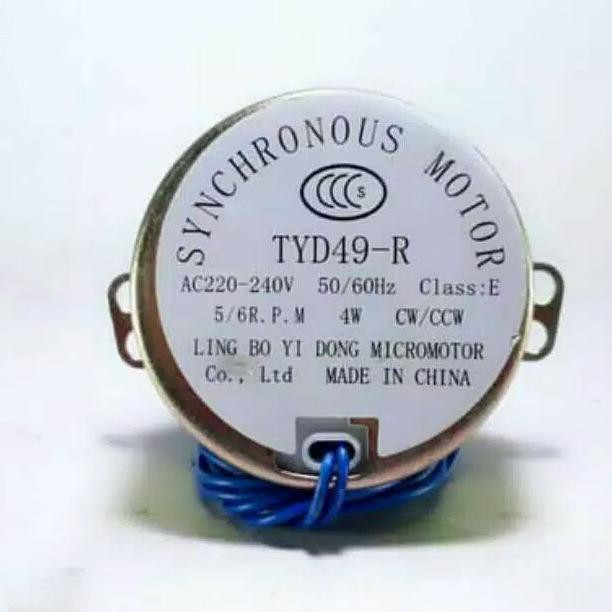 SYNCHRONOUS MOTOR
CCC S
TYD49-R
AC220-240V 50/60Hz Class:E
5/6R.P.M 4W CW/CCW
LING BO YI DONG MICROMOTOR
Co., Ltd MADE IN CHINA